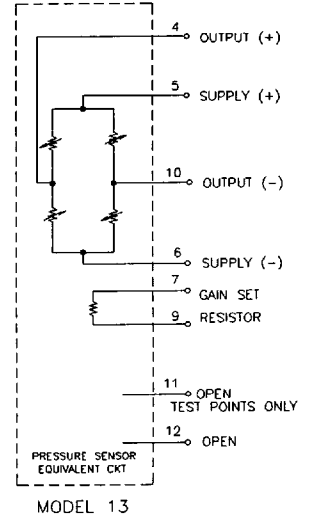 4 OUTPUT (+)
5 SUPPLY (+)
10 OUTPUT (-)
6 SUPPLY (-)
7 GAIN SET
9 RESISTOR
11 OPEN
TEST POINTS ONLY
12 OPEN
PRESSURE SENSOR
EQUIVALENT CKT
MODEL 13